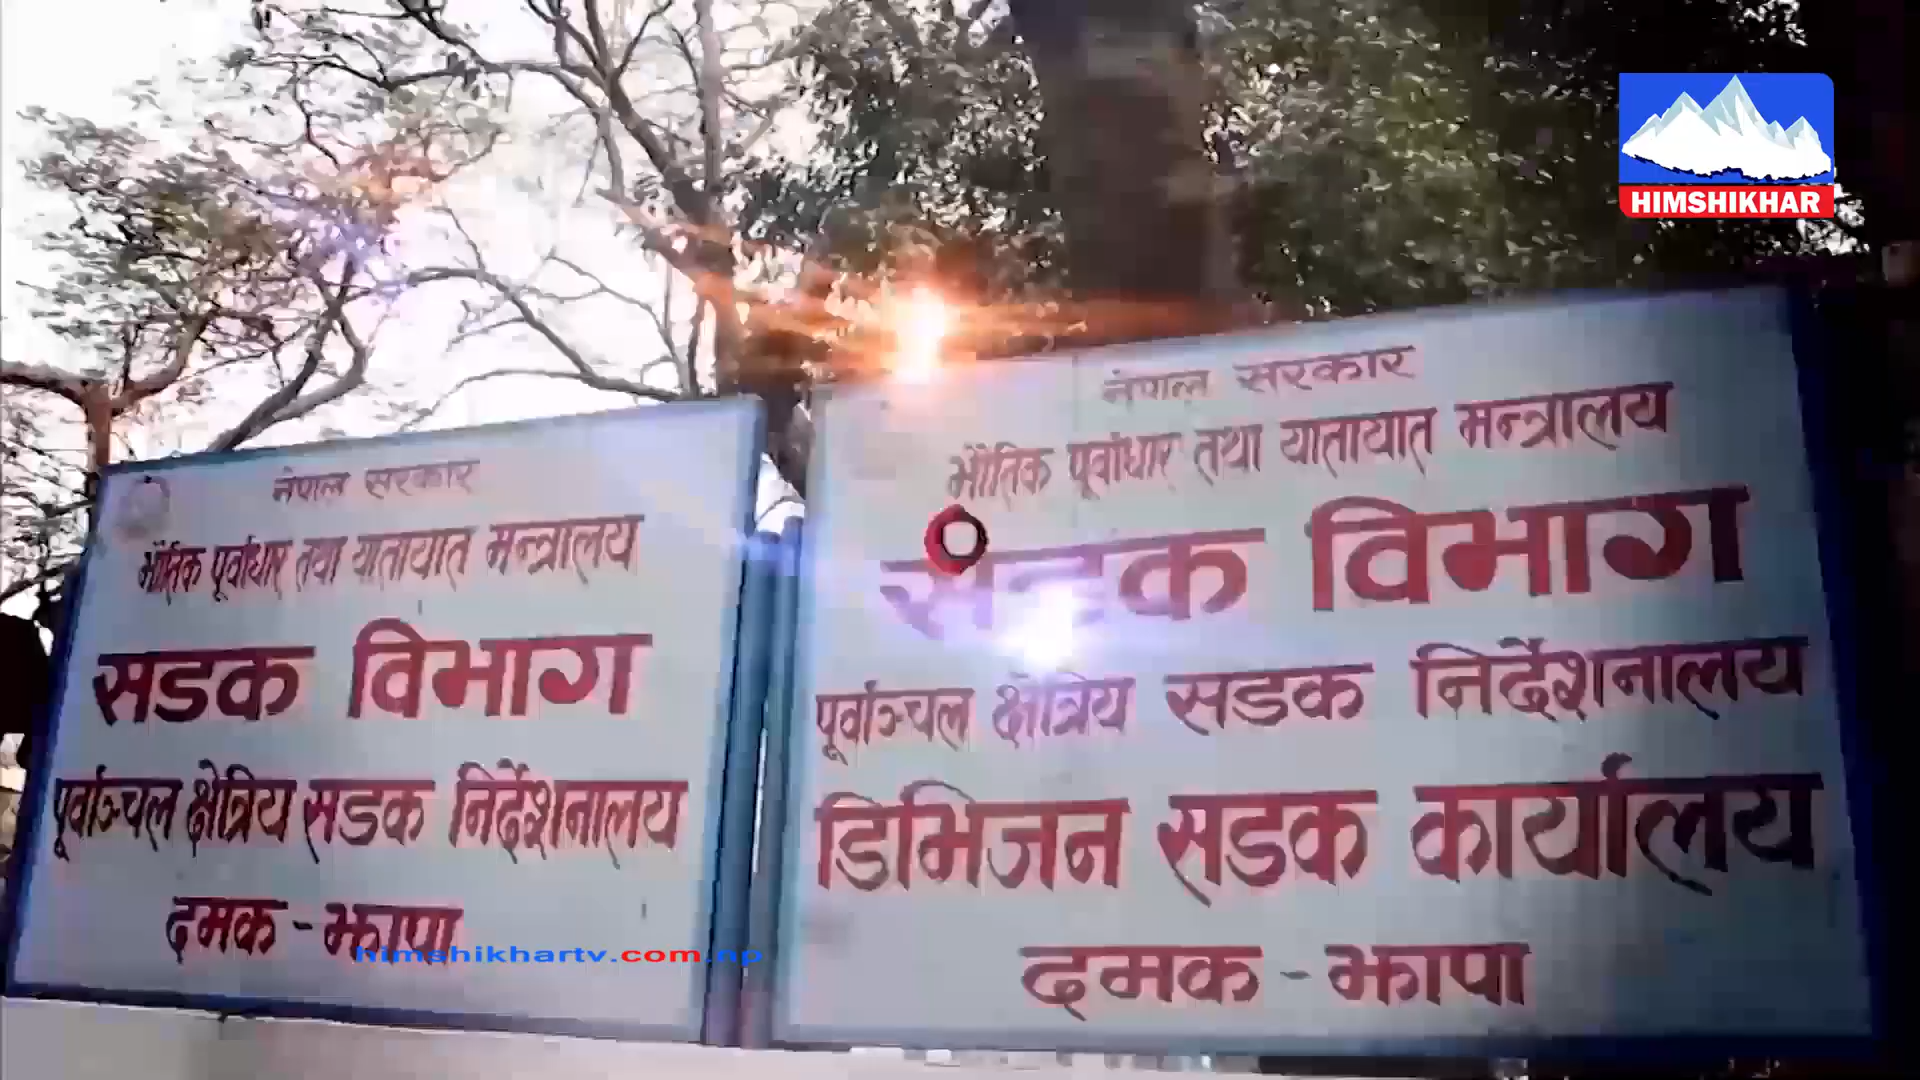 HIMSHIKHAR
नेपाल सरकार
भौतिक पूर्वाधार तथा यातायात मन्त्रालय
सडक विभाग
पूर्वाञ्चल क्षेत्रिय सडक निर्देशनालय
दमक - झापा
नेपाल सरकार
भौतिक पूर्वाधार तथा यातायात मन्त्रालय
सडक विभाग
पूर्वाञ्चल क्षेत्रिय सडक निर्देशनालय
डिभिजन सडक कार्यालय
दमक - झापा
himshikhartv.com.np